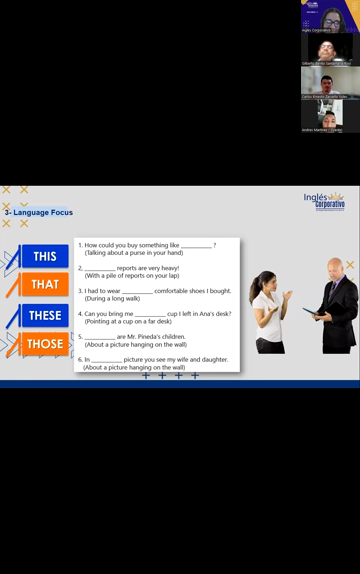 Inglés Corporativo
Inglés
Corporativo
3- Language Focus
THIS
THAT
THESE
THOSE
1. How could you buy something like __________ ?
(Talking about a purse in your hand)
2. __________ reports are very heavy!
(With a pile of reports on your lap)
3. I had to wear __________ comfortable shoes I bought.
(During a long walk)
4. Can you bring me __________ cup I left in Ana's desk?
(Pointing at a cup on a far desk)
5. __________ are Mr. Pineda's children.
(About a picture hanging on the wall)
6. In __________ picture you see my wife and daughter.
(About a picture hanging on the wall)